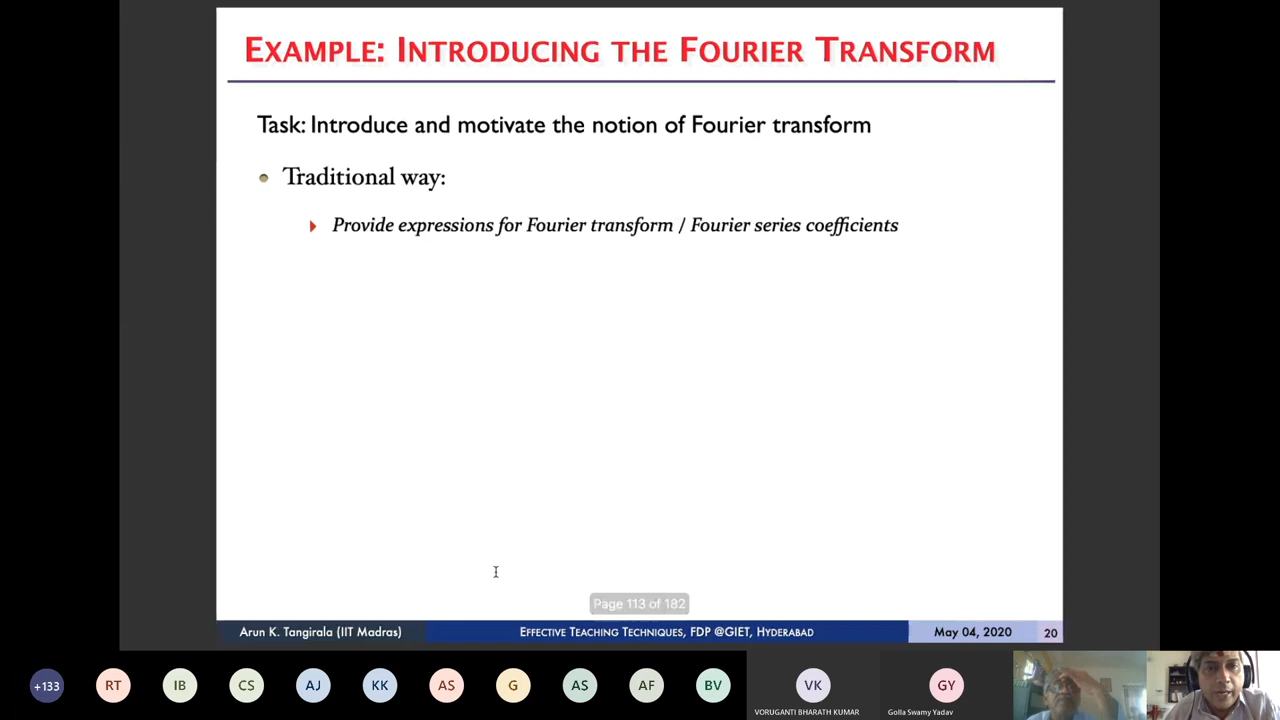 EXAMPLE: INTRODUCING THE FOURIER TRANSFORM
Task: Introduce and motivate the notion of Fourier transform
Traditional way:
Provide expressions for Fourier transform / Fourier series coefficients
Page 113 of 182
Arun K. Tangirala (IIT Madras) EFFECTIVE TEACHING TECHNIQUES, FDP @GIET, HYDERABAD May 04, 2020 20
+133 RT IB CS AJ KK AS G AS AF BV VK GY
VORUGANTI BHARATH KUMAR Golla Swamy Yadav